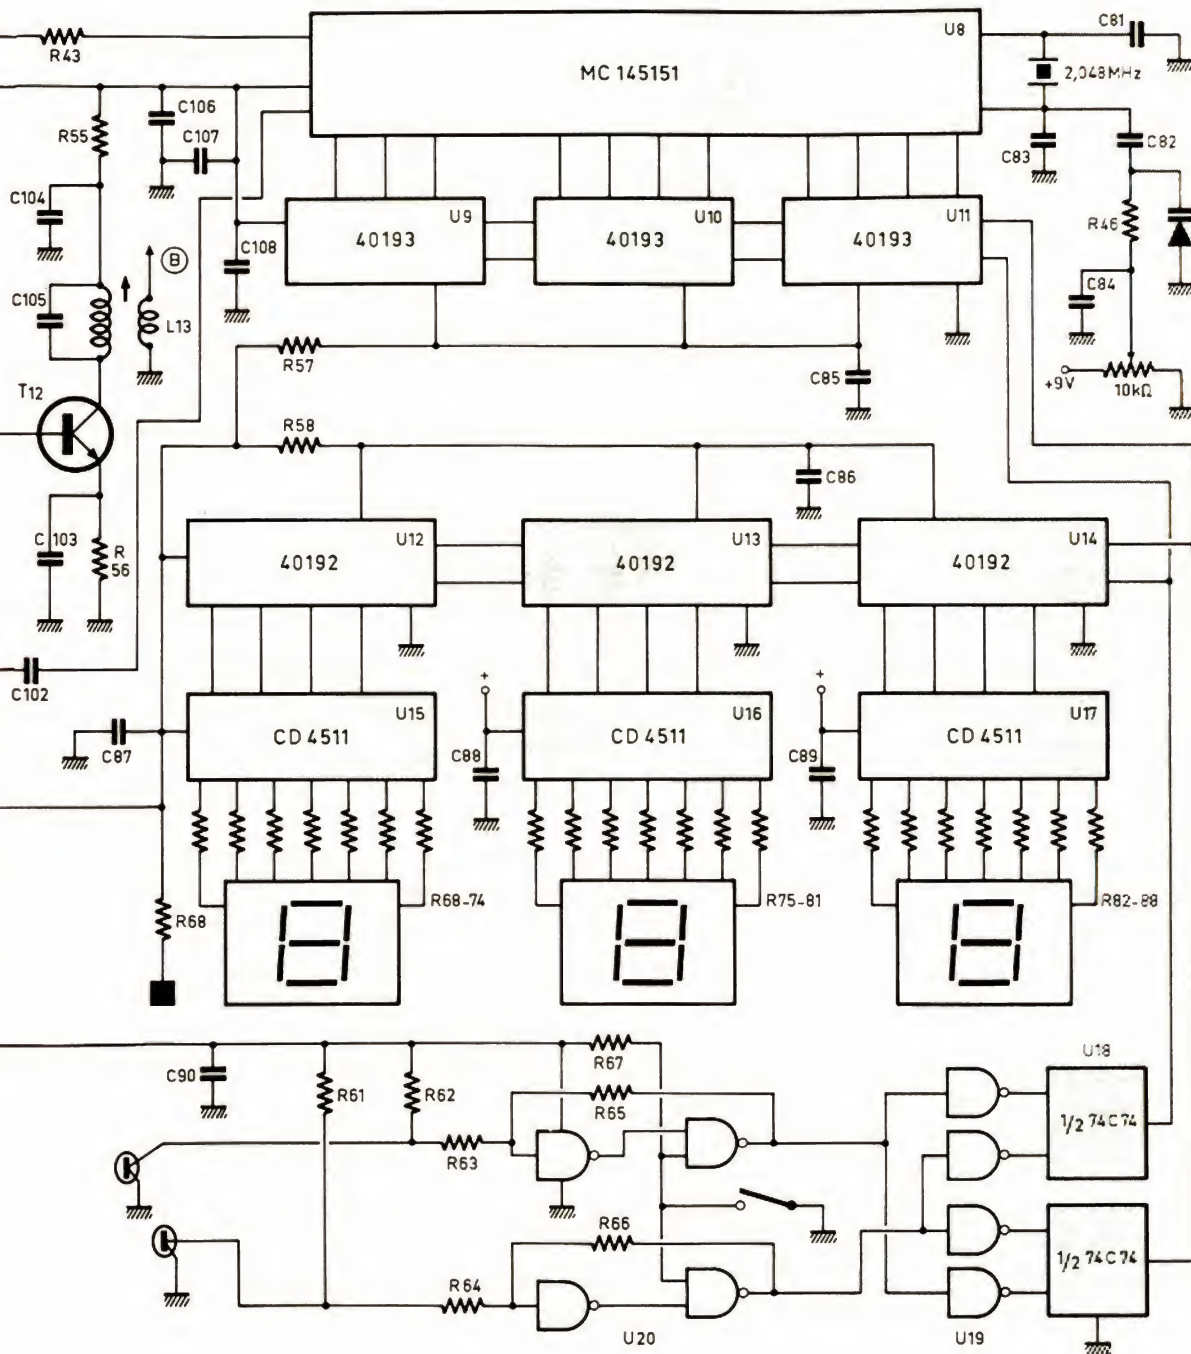 C81
U8
R43
MC 145151
2,048MHz
C106
R55
C107
C83
C82
C104
U9
U10
U11
R46
40193
40193
40193
C108
B
C105
L13
C84
R57
C85
+9V
10kΩ
T12
R58
C86
C 103
R
56
U12
U13
U14
40192
40192
40192
C102
+
+
U15
U16
U17
CD 4511
CD 4511
CD 4511
C87
C88
C89
R68-74
R75-81
R82-88
R68
R67
U18
C90
R61
R62
R65
1/2 74C74
R63
R66
1/2 74C74
R64
U20
U19